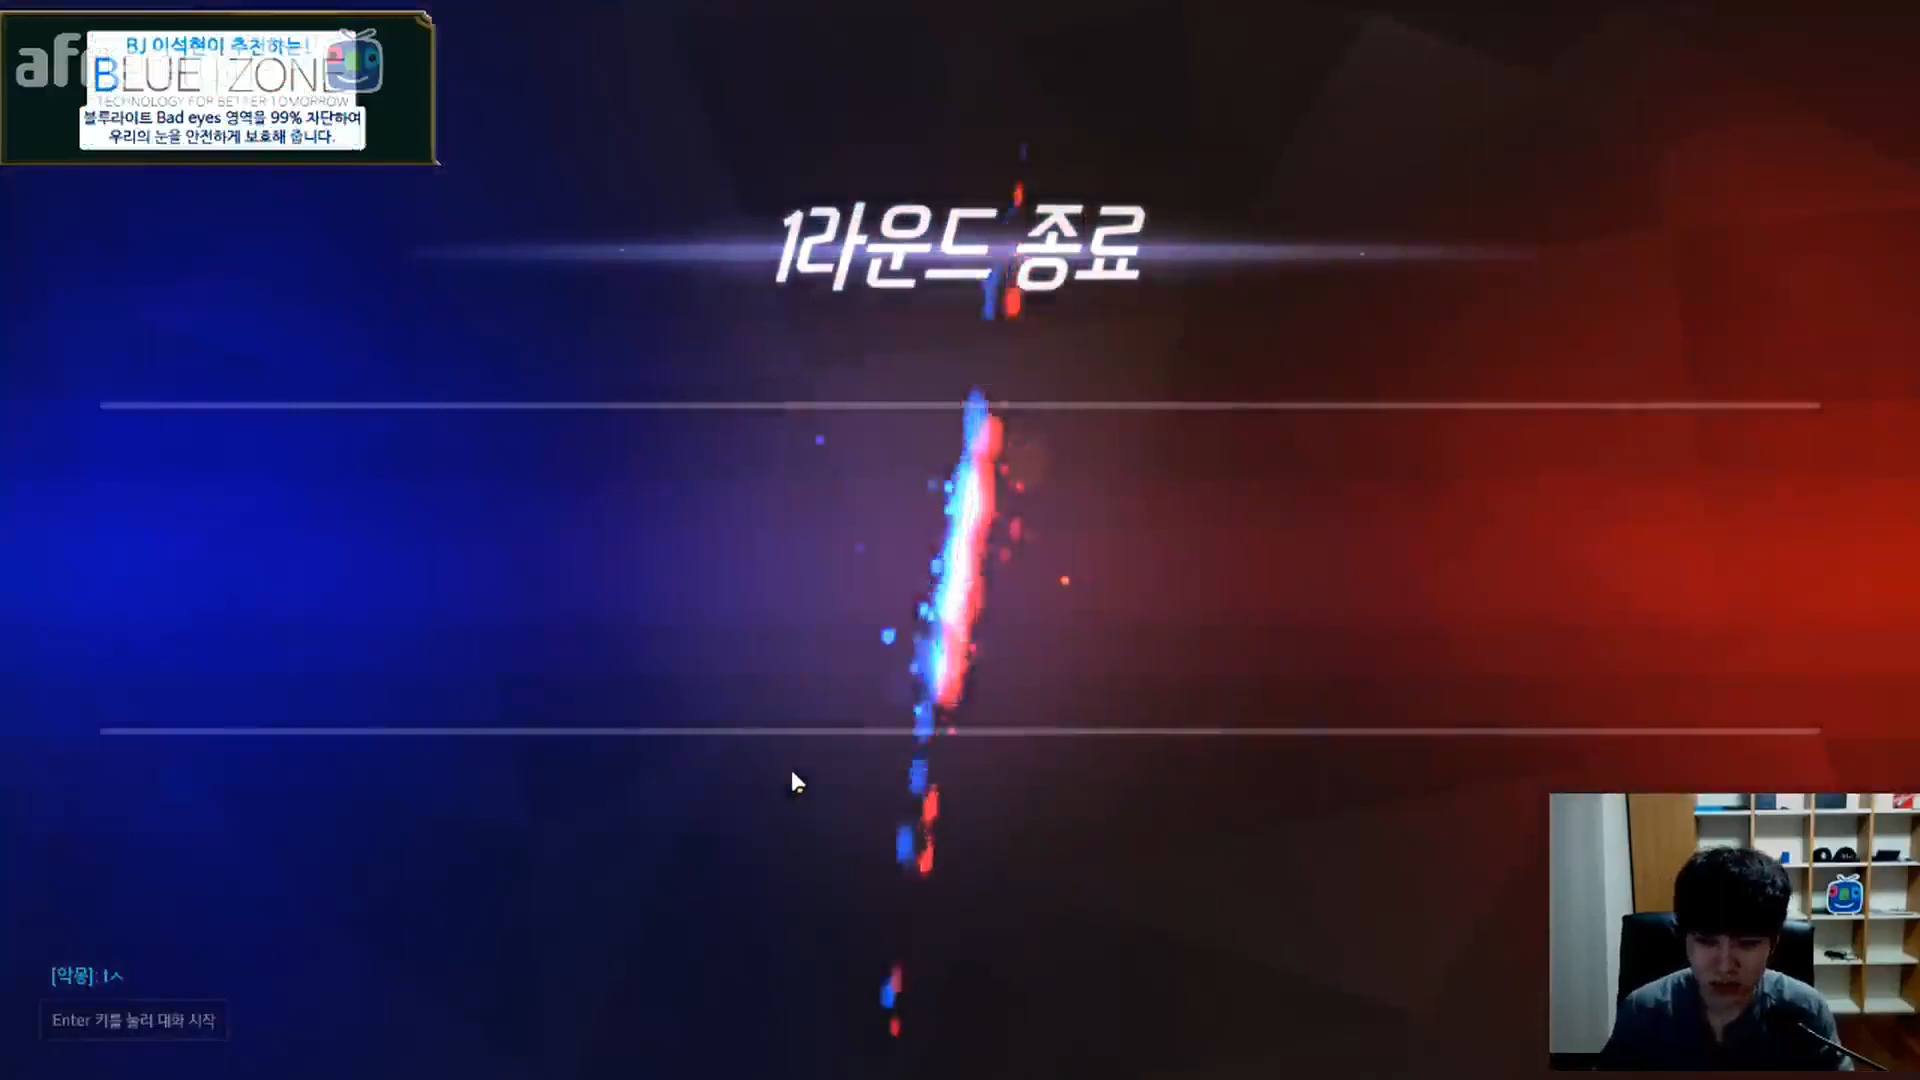 BJ 이석현이 추천하는!
af
BLUE ZONE
TECHNOLOGY FOR BETTER TOMORROW
블루라이트 Bad eyes 영역을 99% 차단하여
우리의 눈을 안전하게 보호해 줍니다.
1라운드 종료
[악몽]: tㅅ
Enter 키를 눌러 대화 시작